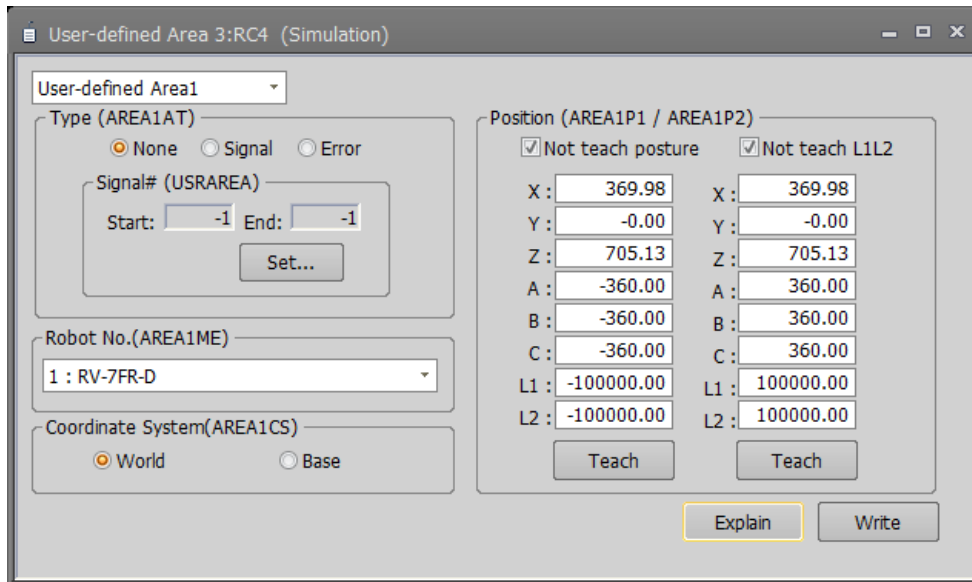 User-defined Area 3:RC4 (Simulation)
User-defined Area1
Type (AREA1AT)
None Signal Error
Signal# (USRAREA)
Start: -1 End: -1
Set...
Robot No.(AREA1ME)
1 : RV-7FR-D
Coordinate System(AREA1CS)
World Base
Position (AREA1P1 / AREA1P2)
Not teach posture Not teach L1L2
X : 369.98 X : 369.98
Y : -0.00 Y : -0.00
Z : 705.13 Z : 705.13
A : -360.00 A : 360.00
B : -360.00 B : 360.00
C : -360.00 C : 360.00
L1 : -100000.00 L1 : 100000.00
L2 : -100000.00 L2 : 100000.00
Teach Teach
Explain Write